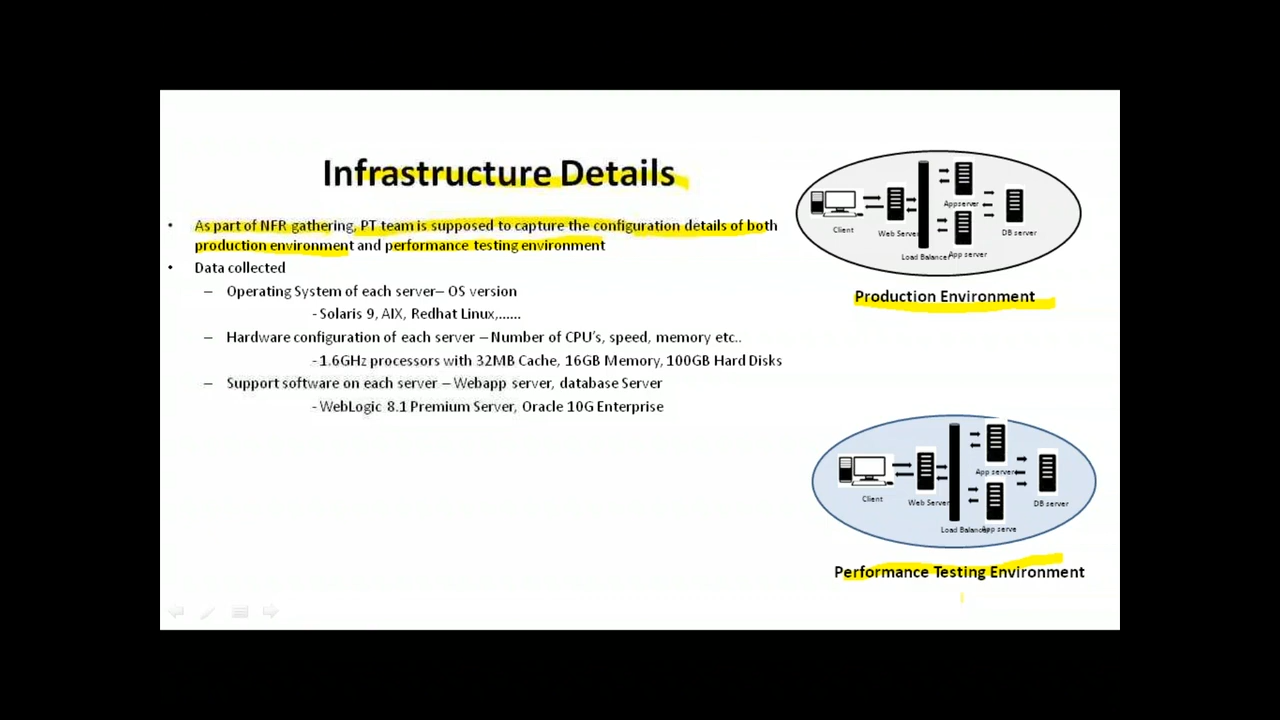 Infrastructure Details
• As part of NFR gathering, PT team is supposed to capture the configuration details of both
production environment and performance testing environment
• Data collected
– Operating System of each server– OS version
- Solaris 9, AIX, Redhat Linux,......
– Hardware configuration of each server – Number of CPU's, speed, memory etc..
- 1.6GHz processors with 32MB Cache, 16GB Memory, 100GB Hard Disks
– Support software on each server – Webapp server, database Server
- WebLogic 8.1 Premium Server, Oracle 10G Enterprise
Client
Web Server
Load Balancer
Appserver
App server
DB server
Production Environment
Client
Web Server
Load Balancer
App server
App serve
DB server
Performance Testing Environment